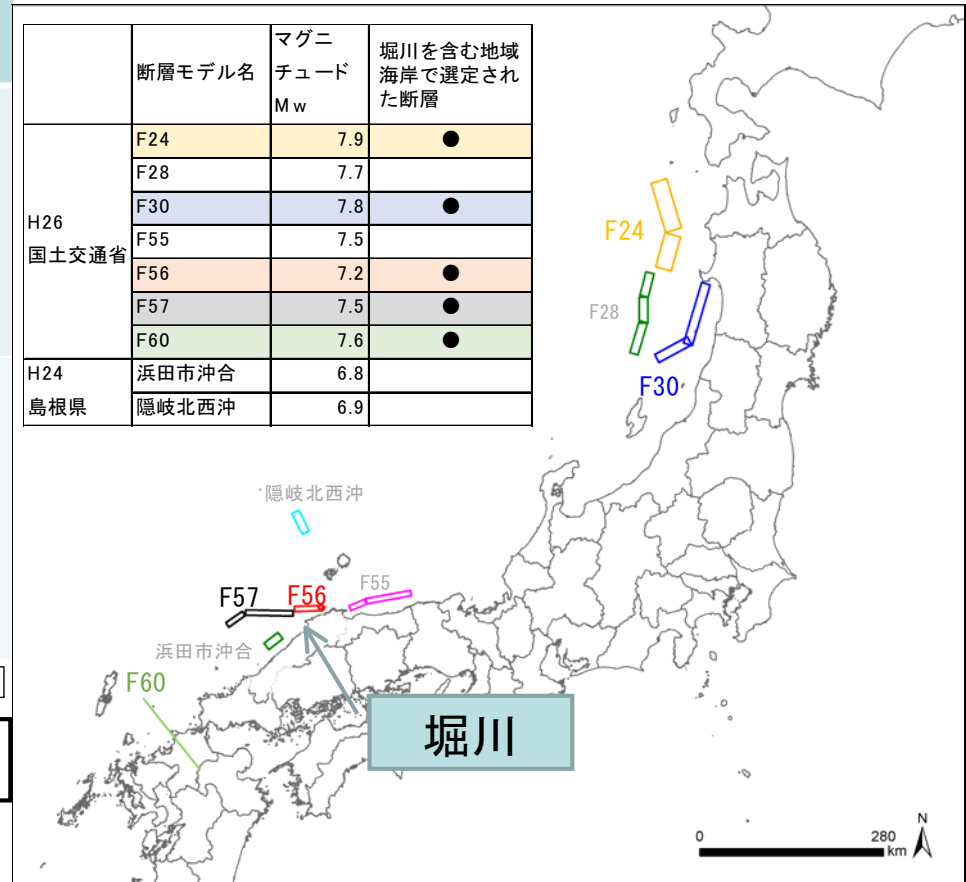 断層モデル名
マグニ
チュード
Mw
堀川を含む地域
海岸で選定され
た断層
H26
国土交通省
F24 7.9 ●
F28 7.7
F30 7.8 ●
F55 7.5
F56 7.2 ●
F57 7.5 ●
F60 7.6 ●
H24
島根県
浜田市沖合 6.8
隠岐北西沖 6.9
F24
F28
F30
隠岐北西沖
F55
F57
F56
浜田市沖合
F60
堀川
N
0 280
km